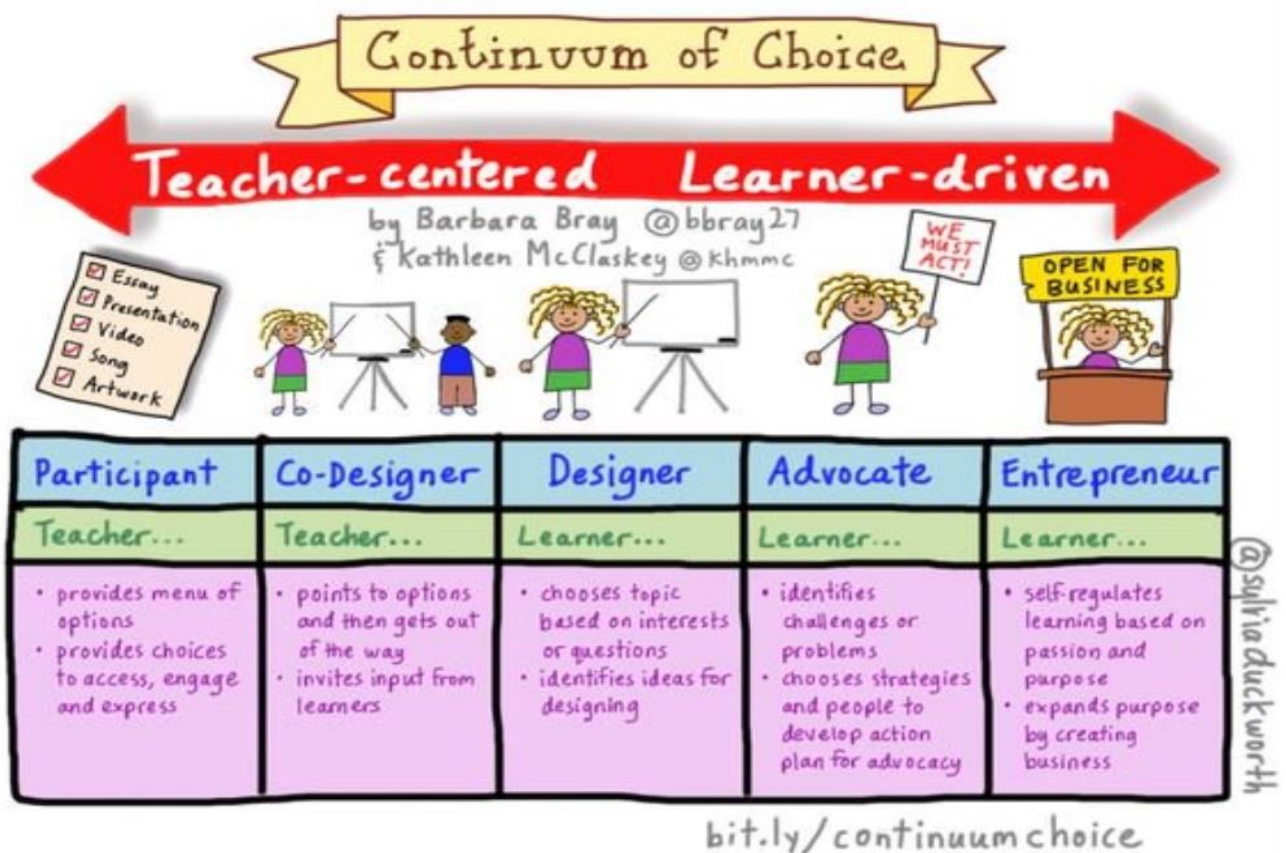 Continuum of Choice
Teacher-centered Learner-driven
by Barbara Bray @bbray27
& Kathleen McClaskey @khmmc
Essay
Presentation
Video
Song
Artwork
WE
MUST
ACT!
OPEN FOR
BUSINESS
Participant
Teacher...
• provides menu of
options
• provides choices
to access, engage
and express
Co-Designer
Teacher...
• points to options
and then gets out
of the way
• invites input from
learners
Designer
Learner...
• chooses topic
based on interests
or questions
• identifies ideas for
designing
Advocate
Learner...
• identifies
challenges or
problems
• chooses strategies
and people to
develop action
plan for advocacy
Entrepreneur
Learner...
• self-regulates
learning based on
passion and
purpose
• expands purpose
by creating
business
@sylviaduckworth
bit.ly/continuumchoice